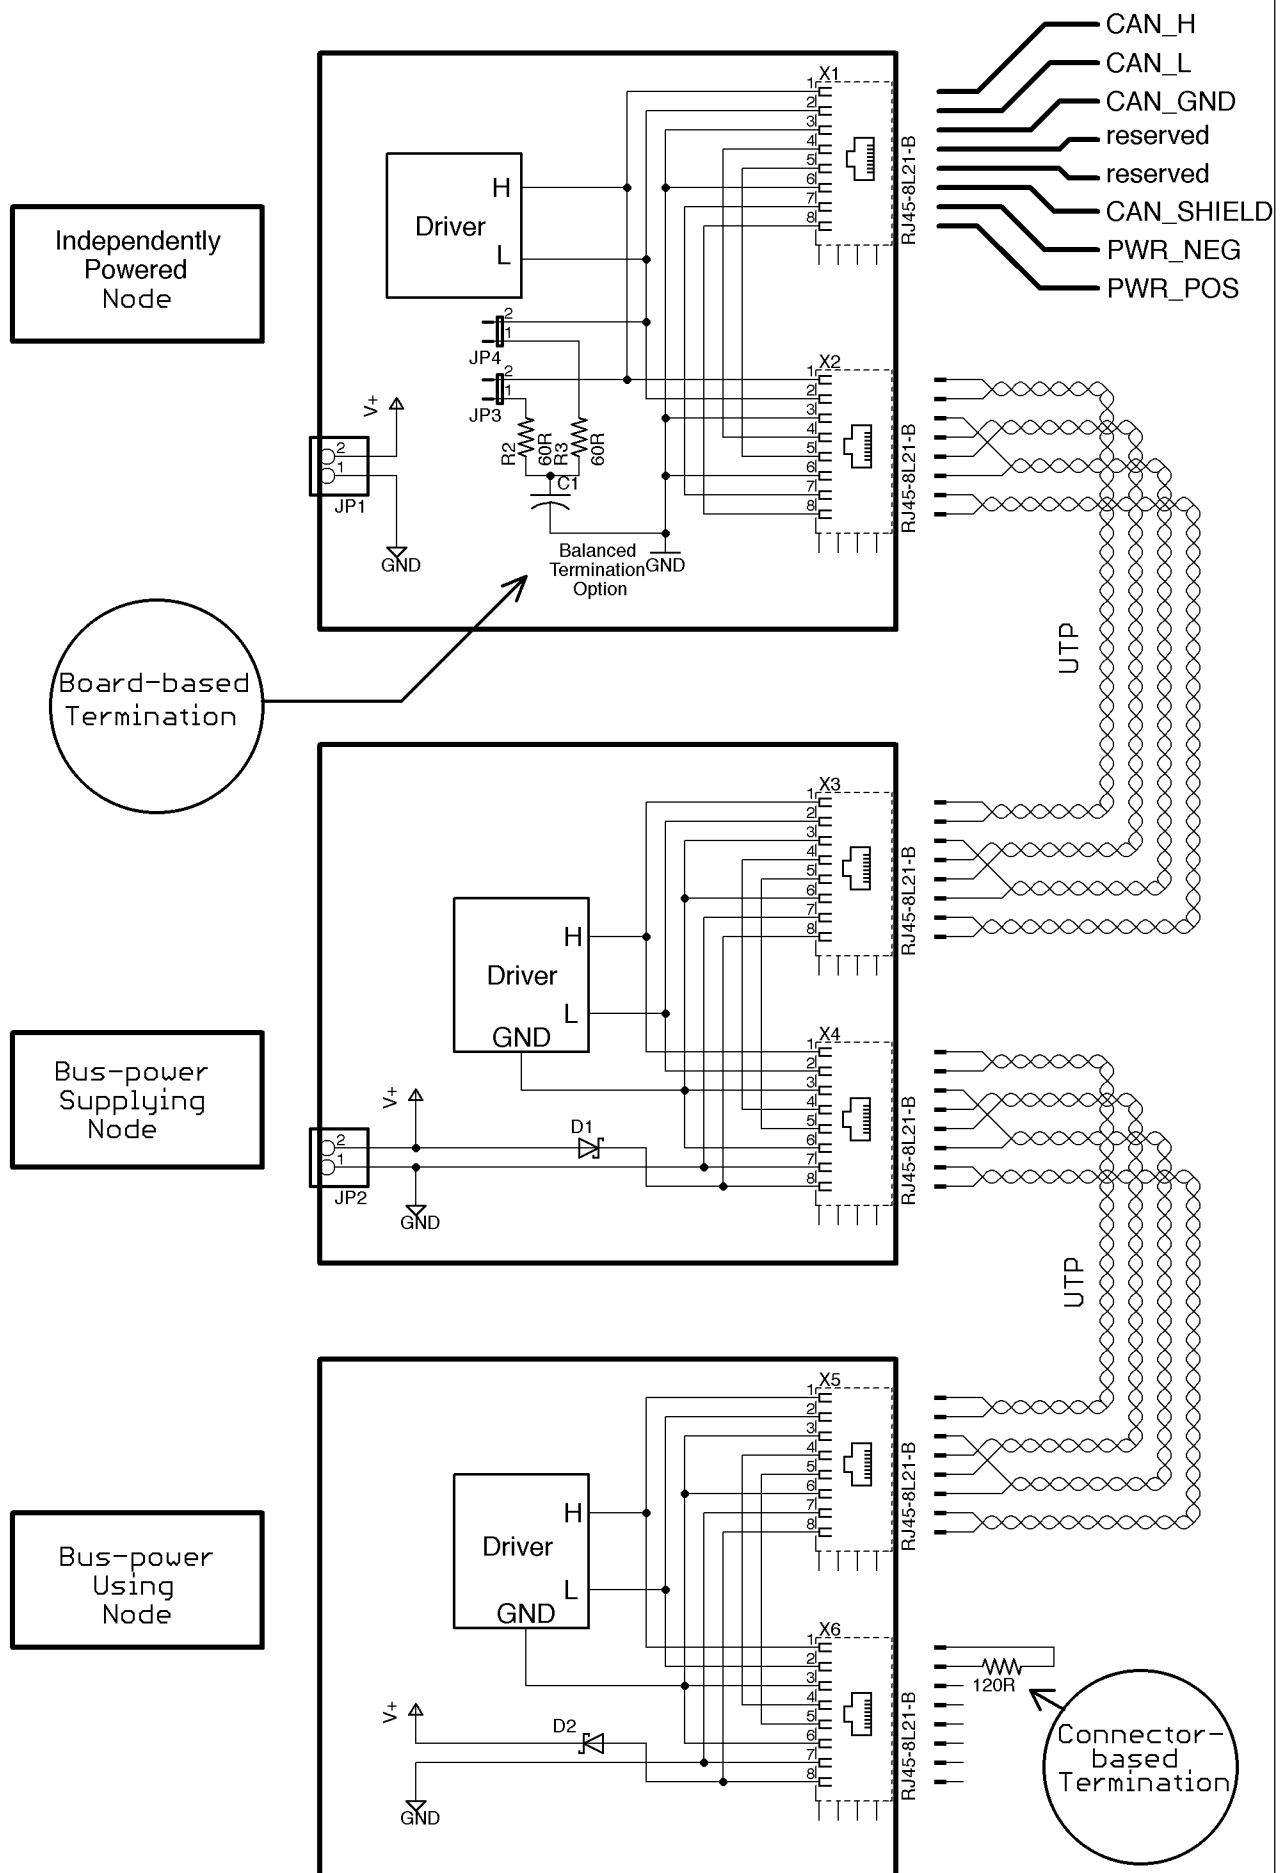 CAN_H
CAN_L
CAN_GND
reserved
reserved
CAN_SHIELD
PWR_NEG
PWR_POS
Independently
Powered
Node
Driver
H
L
X1
1
2
3
4
5
6
7
8
RJ45-8L21-B
2
1
JP4
2
1
JP3
R2
60R
R3
60R
C1
V+
2
1
JP1
GND
Balanced
Termination
Option
GND
X2
1
2
3
4
5
6
7
8
RJ45-8L21-B
UTP
Board-based
Termination
X3
1
2
3
4
5
6
7
8
RJ45-8L21-B
H
Driver
L
GND
Bus-power
Supplying
Node
V+
2
1
JP2
GND
D1
X4
1
2
3
4
5
6
7
8
RJ45-8L21-B
UTP
X5
1
2
3
4
5
6
7
8
RJ45-8L21-B
H
Driver
L
GND
Bus-power
Using
Node
V+
GND
D2
X6
1
2
3
4
5
6
7
8
RJ45-8L21-B
120R
Connector-
based
Termination